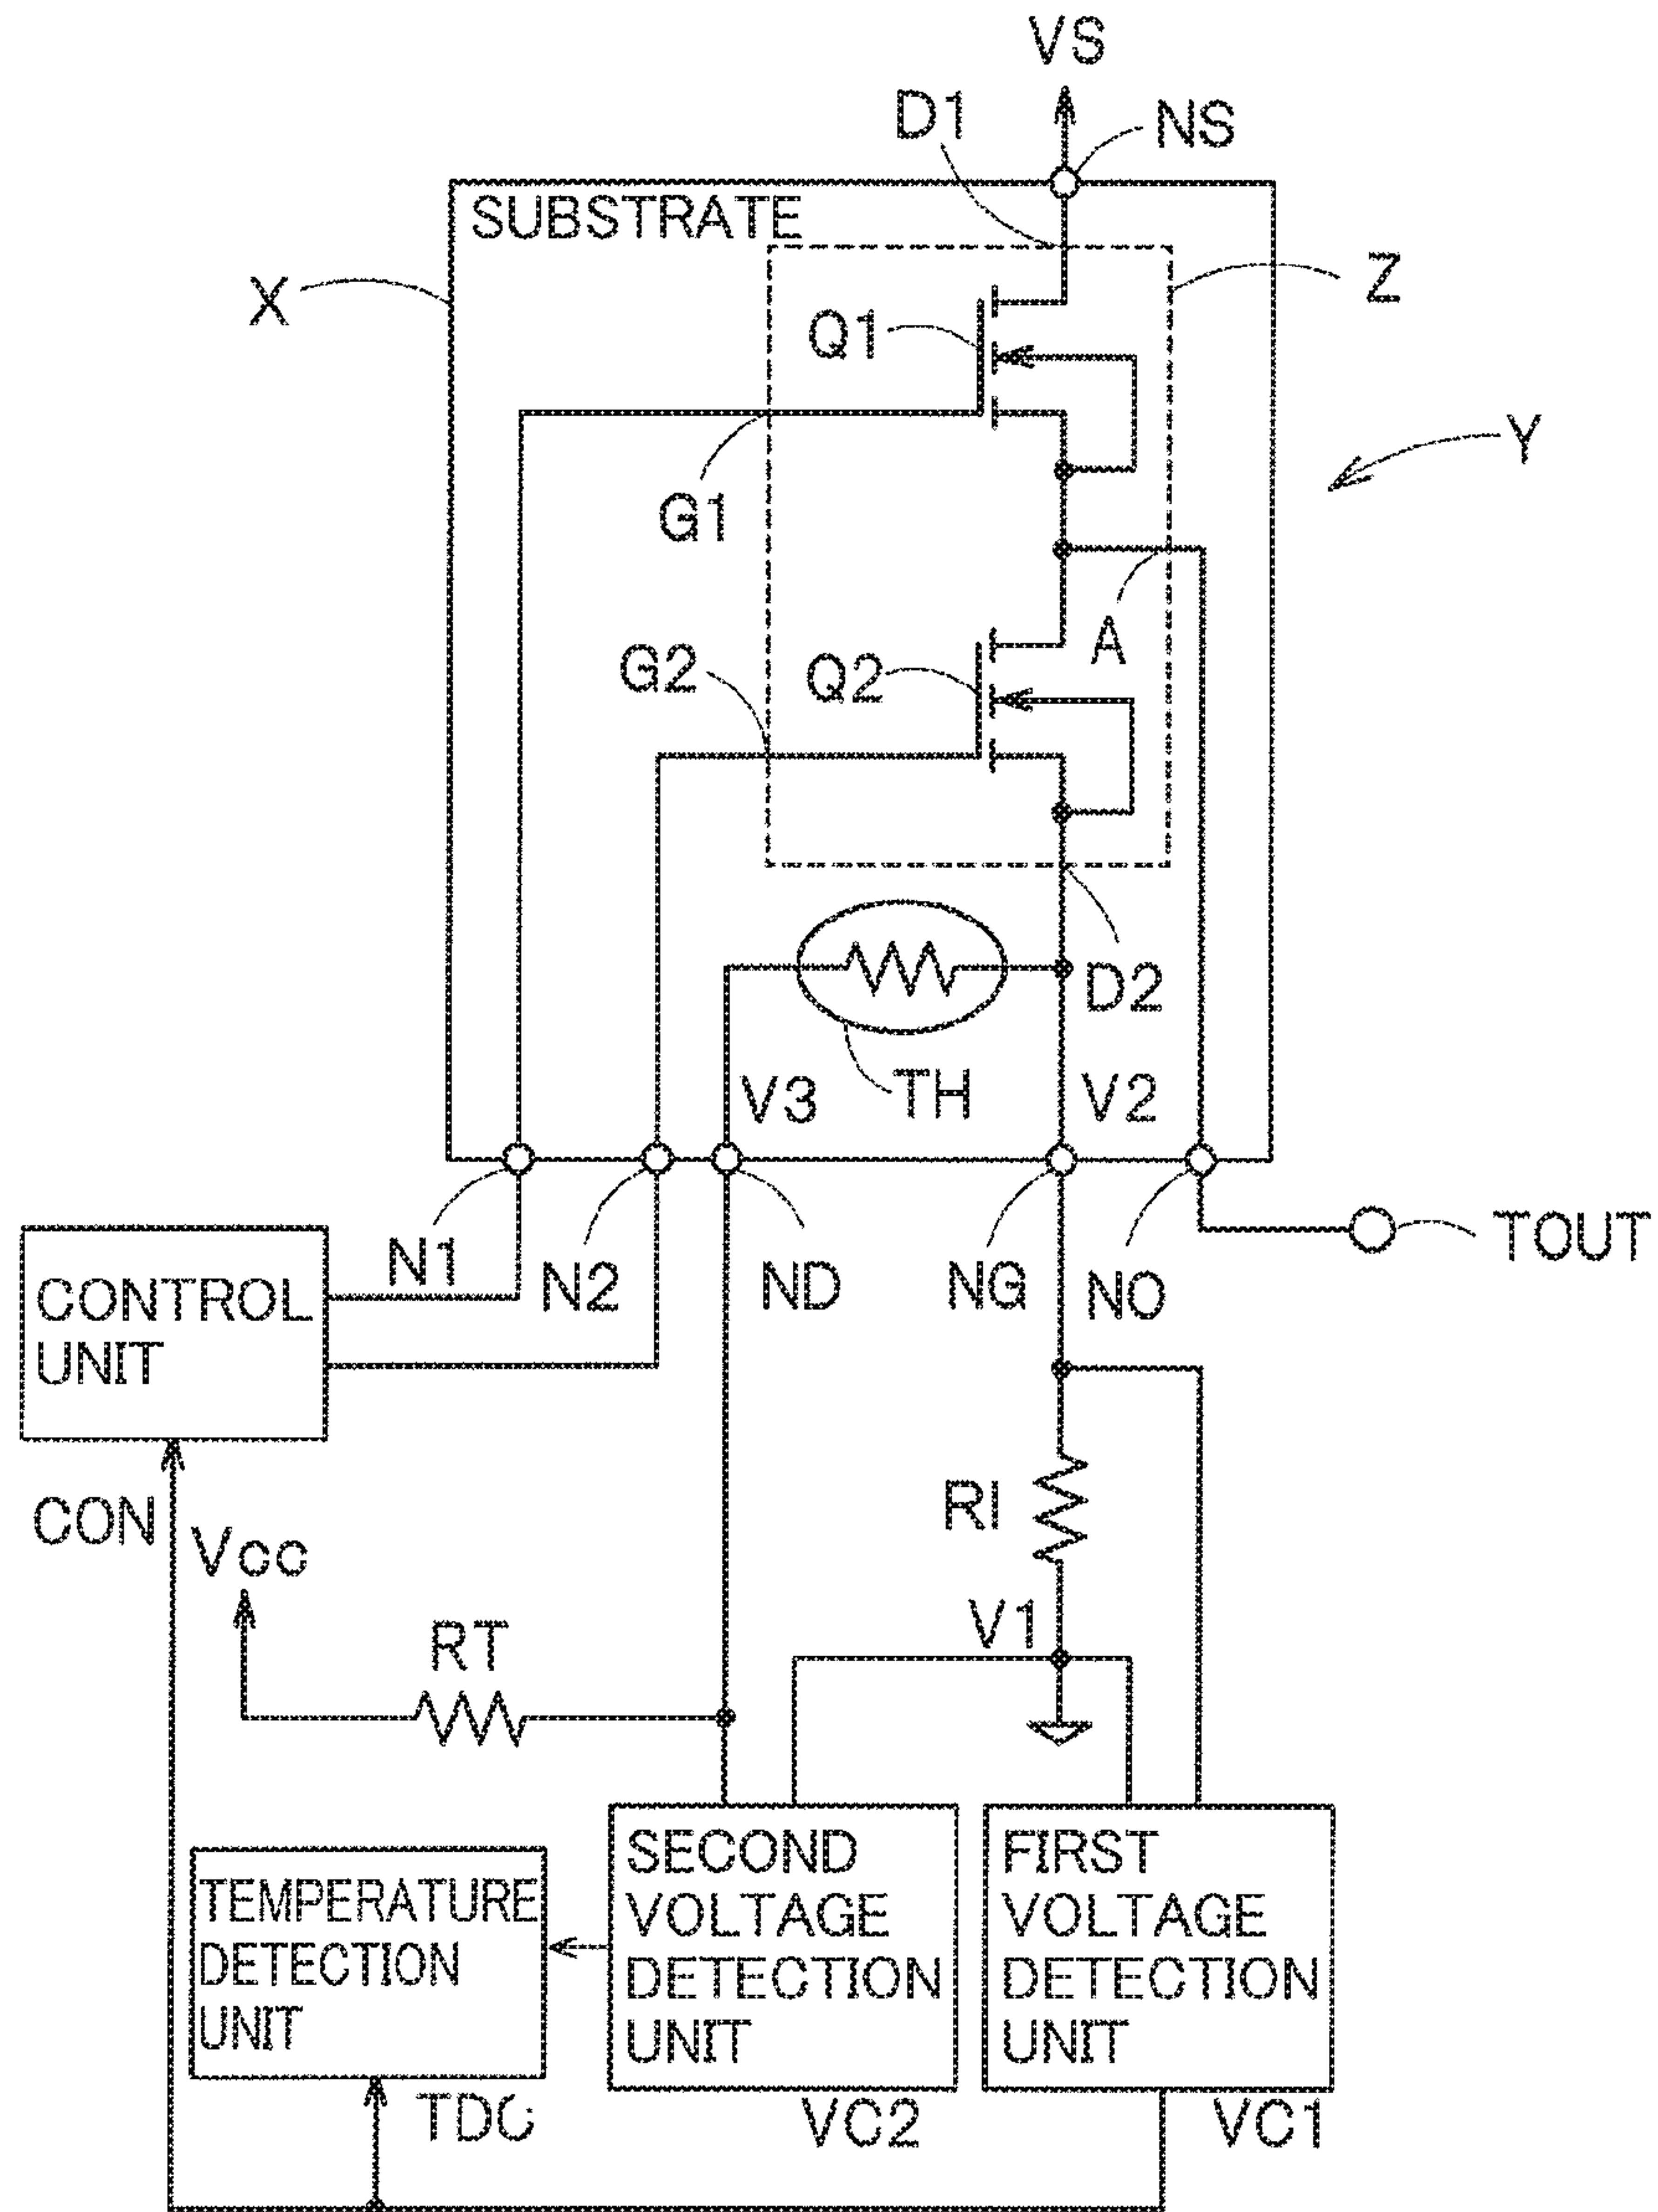 VS
D1
NS
SUBSTRATE
X
Z
Q1
Y
G1
A
G2
Q2
D2
V3
TH
V2
N1
N2
ND
NG
NO
TOUT
CONTROL
UNIT
CON
Vcc
RI
RT
V1
TEMPERATURE
DETECTION
UNIT
SECOND
VOLTAGE
DETECTION
UNIT
FIRST
VOLTAGE
DETECTION
UNIT
TDC
VC2
VC1